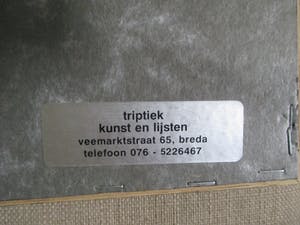 triptiek
kunst en lijsten
veemarktstraat 65, breda
telefoon 076 - 5226467